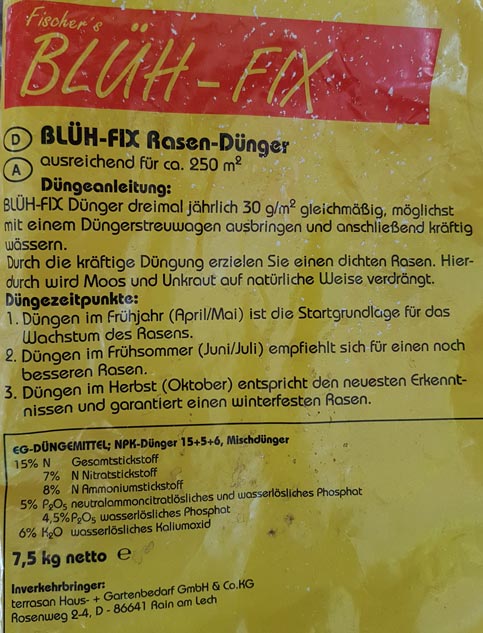 Fischer's
BLÜH-FIX
D BLÜH-FIX Rasen-Dünger
A ausreichend für ca. 250 m²
Düngeanleitung:
BLÜH-FIX Dünger dreimal jährlich 30 g/m² gleichmäßig, möglichst
mit einem Düngerstreuwagen ausbringen und anschließend kräftig
wässern.
Durch die kräftige Düngung erzielen Sie einen dichten Rasen. Hier-
durch wird Moos und Unkraut auf natürliche Weise verdrängt.
Düngezeitpunkte:
1. Düngen im Frühjahr (April/Mai) ist die Startgrundlage für das
Wachstum des Rasens.
2. Düngen im Frühsommer (Juni/Juli) empfiehlt sich für einen noch
besseren Rasen.
3. Düngen im Herbst (Oktober) entspricht den neuesten Erkennt-
nissen und garantiert einen winterfesten Rasen.
EG-DÜNGEMITTEL; NPK-Dünger 15+5+6, Mischdünger
15% N Gesamtstickstoff
7% N Nitratstickstoff
8% N Ammoniumstickstoff
5% P₂O₅ neutralammoncitratlösliches und wasserlösliches Phosphat
4,5% P₂O₅ wasserlösliches Phosphat
6% K₂O wasserlösliches Kaliumoxid
7,5 kg netto e
Inverkehrbringer:
terrasan Haus- + Gartenbedarf GmbH & Co.KG
Rosenweg 2-4, D - 86641 Rain am Lech